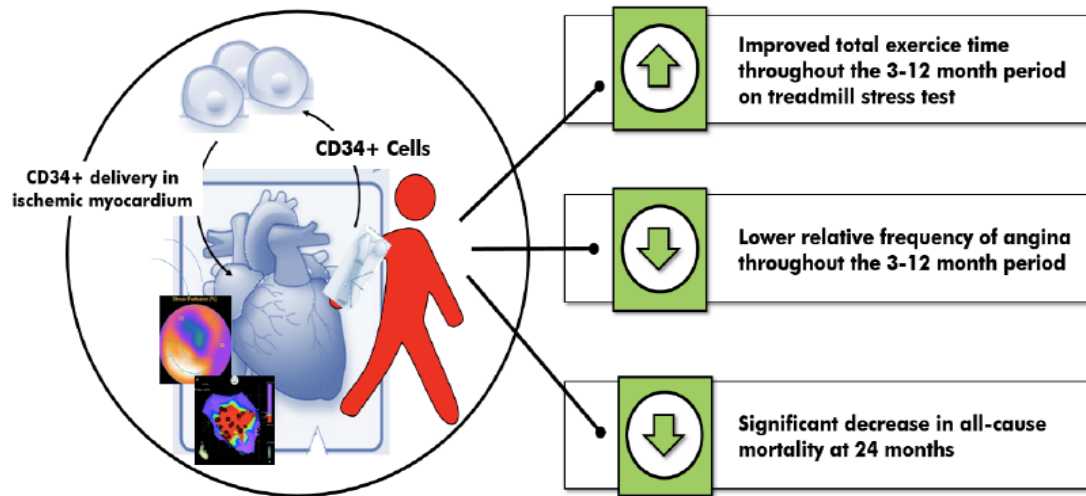 CD34+ Cells
CD34+ delivery in
ischemic myocardium
Stress Perfusion (%)
Improved total exercice time
throughout the 3-12 month period
on treadmill stress test
Lower relative frequency of angina
throughout the 3-12 month period
Significant decrease in all-cause
mortality at 24 months